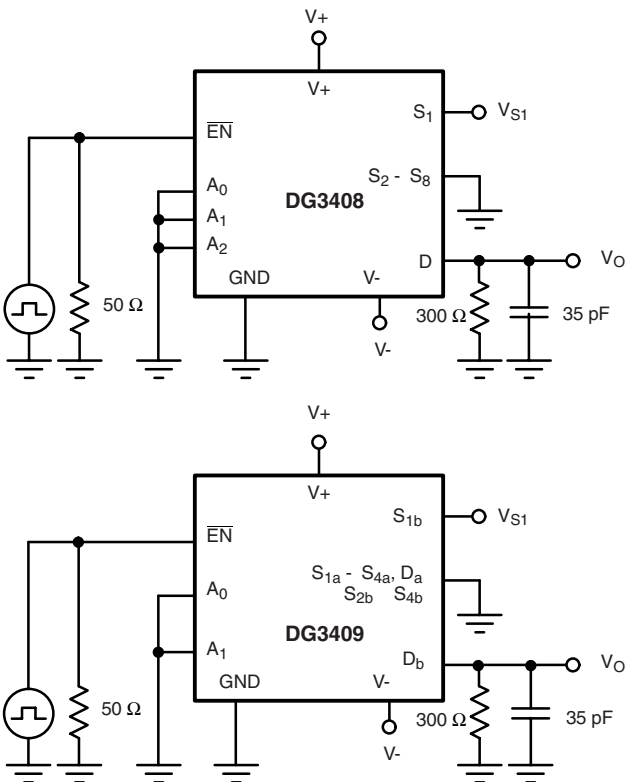 V+
V+
S1
VS1
EN
S2 - S8
A0
DG3408
A1
A2
D
VO
GND
V-
50 Ω
300 Ω
35 pF
V-
V+
V+
S1b
VS1
EN
S1a - S4a, Da
S2b S4b
A0
DG3409
A1
Db
VO
GND
V-
50 Ω
300 Ω
35 pF
V-